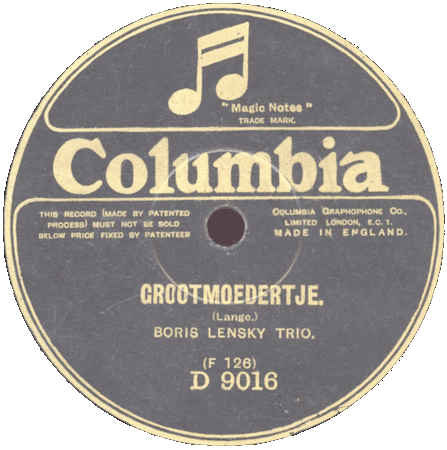 "Magic Notes"
TRADE MARK.
Columbia
THIS RECORD (MADE BY PATENTED
PROCESS) MUST NOT BE SOLD
BELOW PRICE FIXED BY PATENTEES
COLUMBIA GRAPHOPHONE CO.,
LIMITED LONDON, E.C.1.
MADE IN ENGLAND.
GROOTMOEDERTJE.
(Lange.)
BORIS LENSKY TRIO.
(F 126)
D 9016